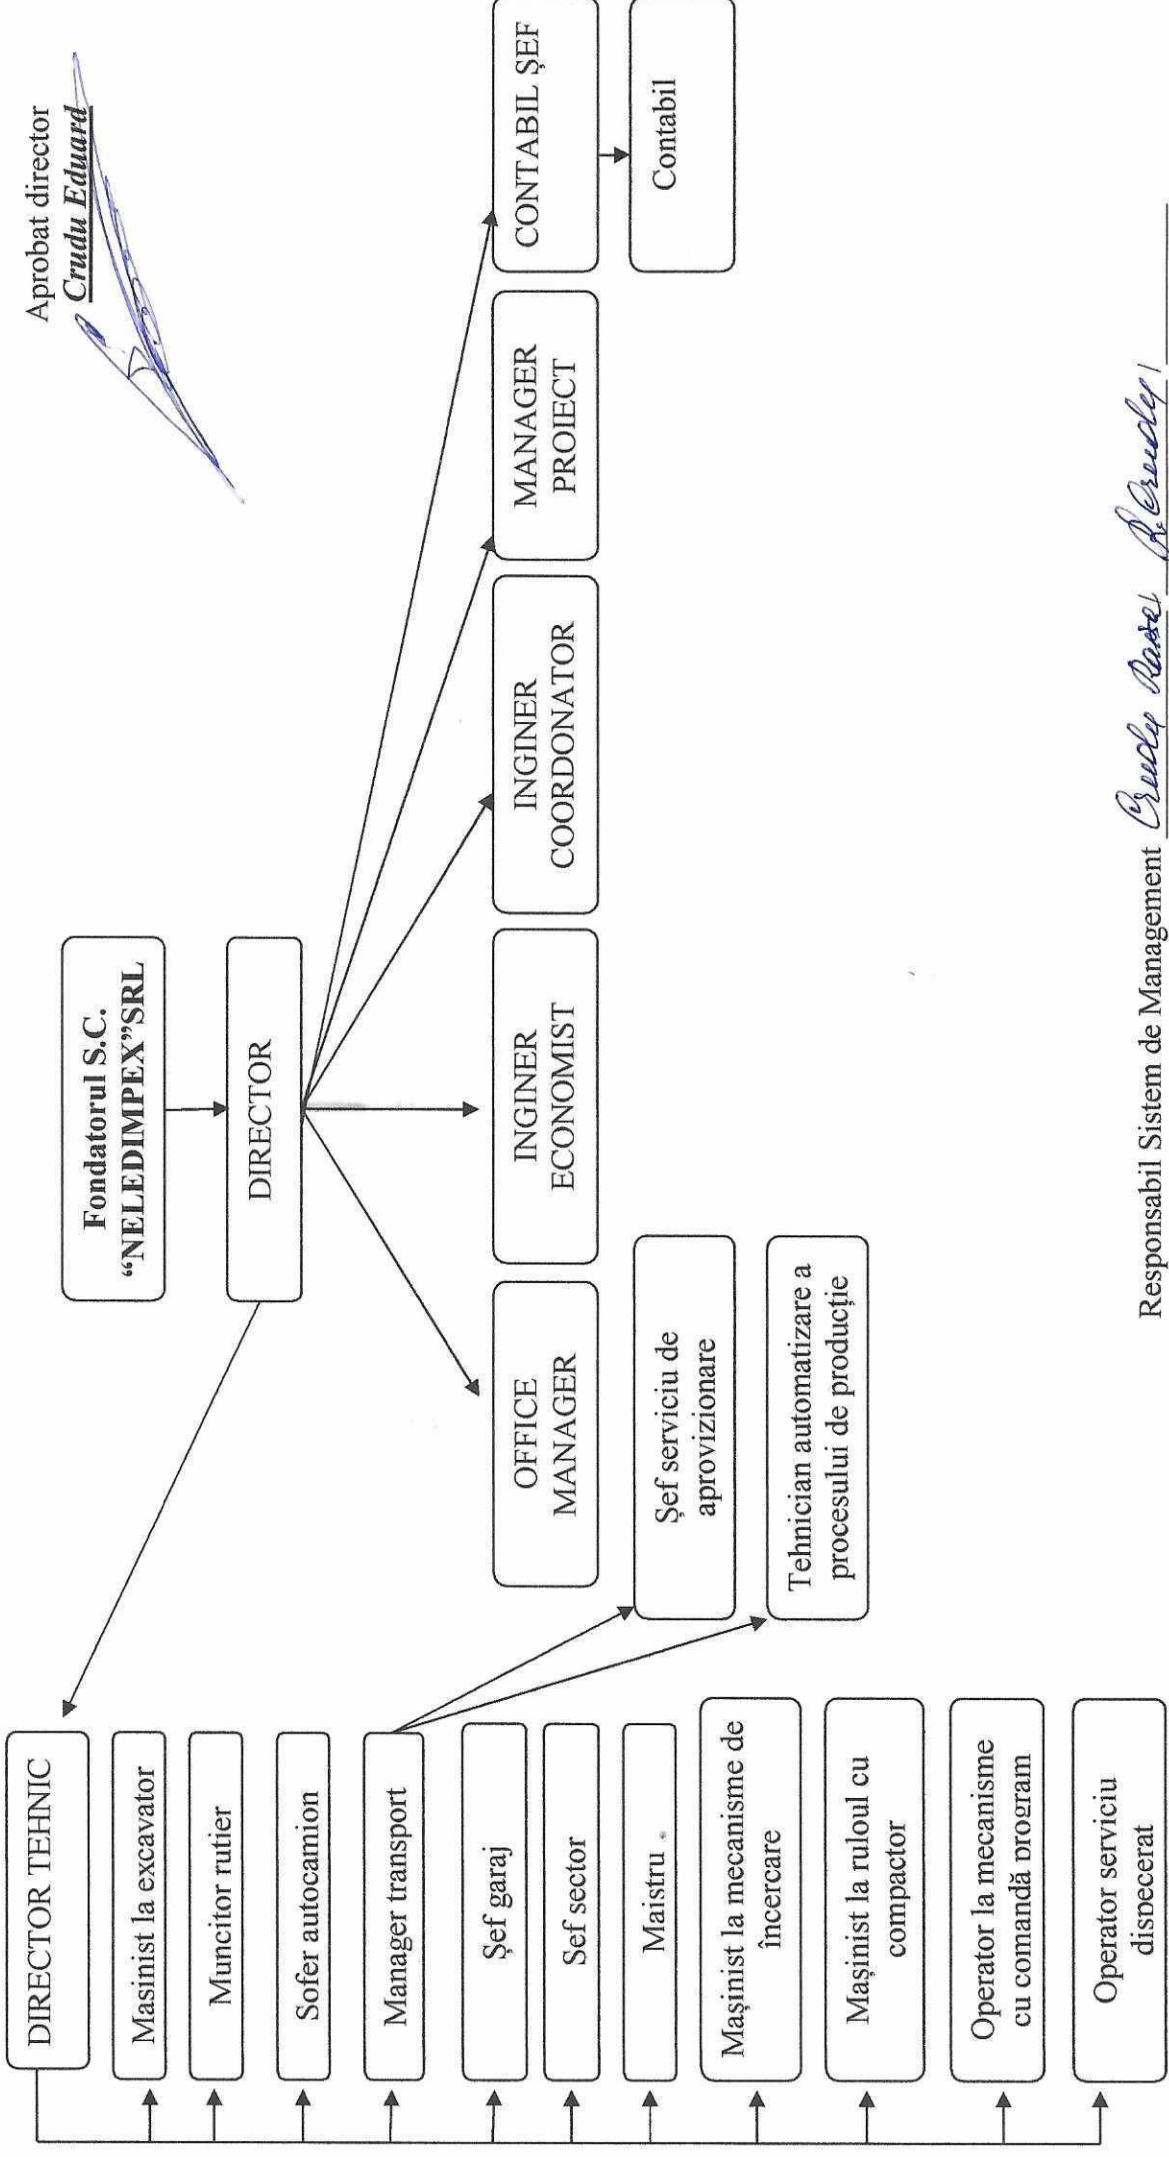 Aprobat director
Crudu Eduard
Fondatorul S.C.
“NELEDIMPEX”SRL
DIRECTOR
DIRECTOR TEHNIC
Masinist la excavator
Muncitor rutier
Sofer autocamion
Manager transport
Șef garaj
Sef sector
Maistru
Mașinist la mecanisme de
încercare
Mașinist la ruloul cu
compactor
Operator la mecanisme
cu comandă program
Operator serviciu
dispecerat
OFFICE
MANAGER
INGINER
ECONOMIST
INGINER
COORDONATOR
MANAGER
PROIECT
CONTABIL ȘEF
Contabil
Șef serviciu de
aprovizionare
Tehnician automatizare a
procesului de producție
Responsabil Sistem de Management Crudu